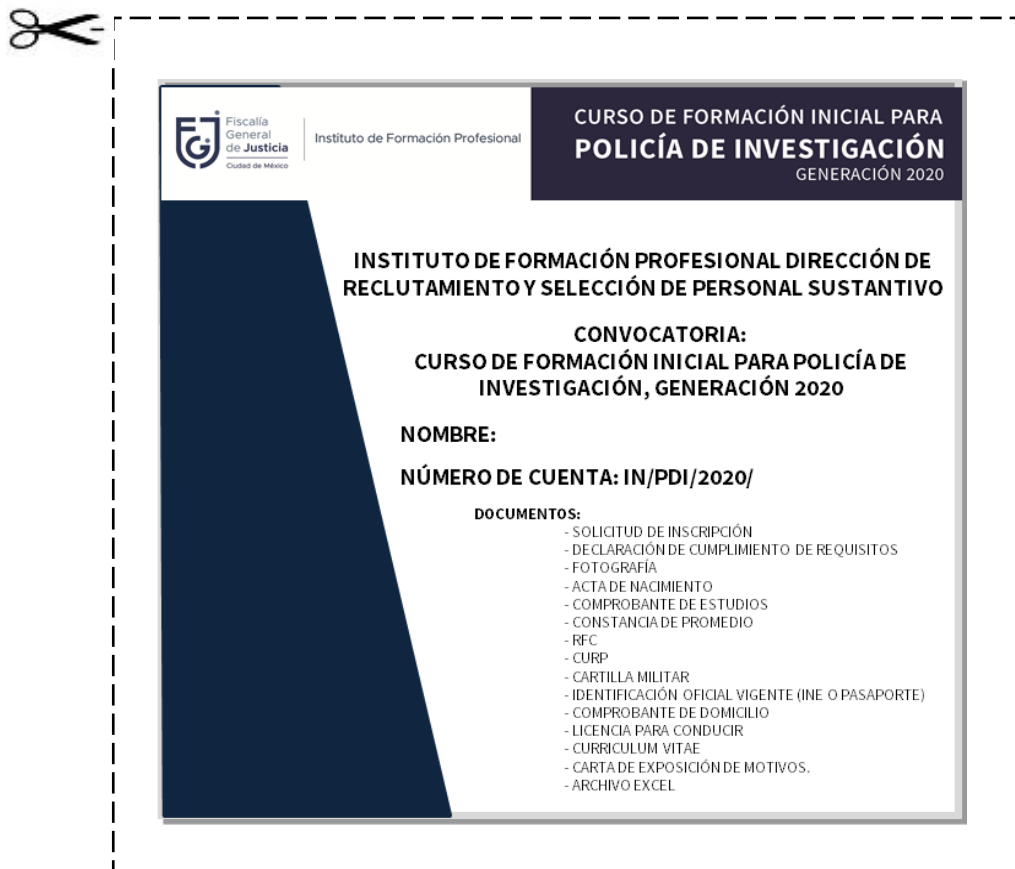 Fiscalía
General
de Justicia
Ciudad de México
Instituto de Formación Profesional
CURSO DE FORMACIÓN INICIAL PARA
POLICÍA DE INVESTIGACIÓN
GENERACIÓN 2020
INSTITUTO DE FORMACIÓN PROFESIONAL DIRECCIÓN DE
RECLUTAMIENTO Y SELECCIÓN DE PERSONAL SUSTANTIVO
CONVOCATORIA:
CURSO DE FORMACIÓN INICIAL PARA POLICÍA DE
INVESTIGACIÓN, GENERACIÓN 2020
NOMBRE:
NÚMERO DE CUENTA: IN/PDI/2020/
DOCUMENTOS:
- SOLICITUD DE INSCRIPCIÓN
- DECLARACIÓN DE CUMPLIMIENTO DE REQUISITOS
- FOTOGRAFÍA
- ACTA DE NACIMIENTO
- COMPROBANTE DE ESTUDIOS
- CONSTANCIA DE PROMEDIO
- RFC
- CURP
- CARTILLA MILITAR
- IDENTIFICACIÓN OFICIAL VIGENTE (INE O PASAPORTE)
- COMPROBANTE DE DOMICILIO
- LICENCIA PARA CONDUCIR
- CURRICULUM VITAE
- CARTA DE EXPOSICIÓN DE MOTIVOS.
- ARCHIVO EXCEL